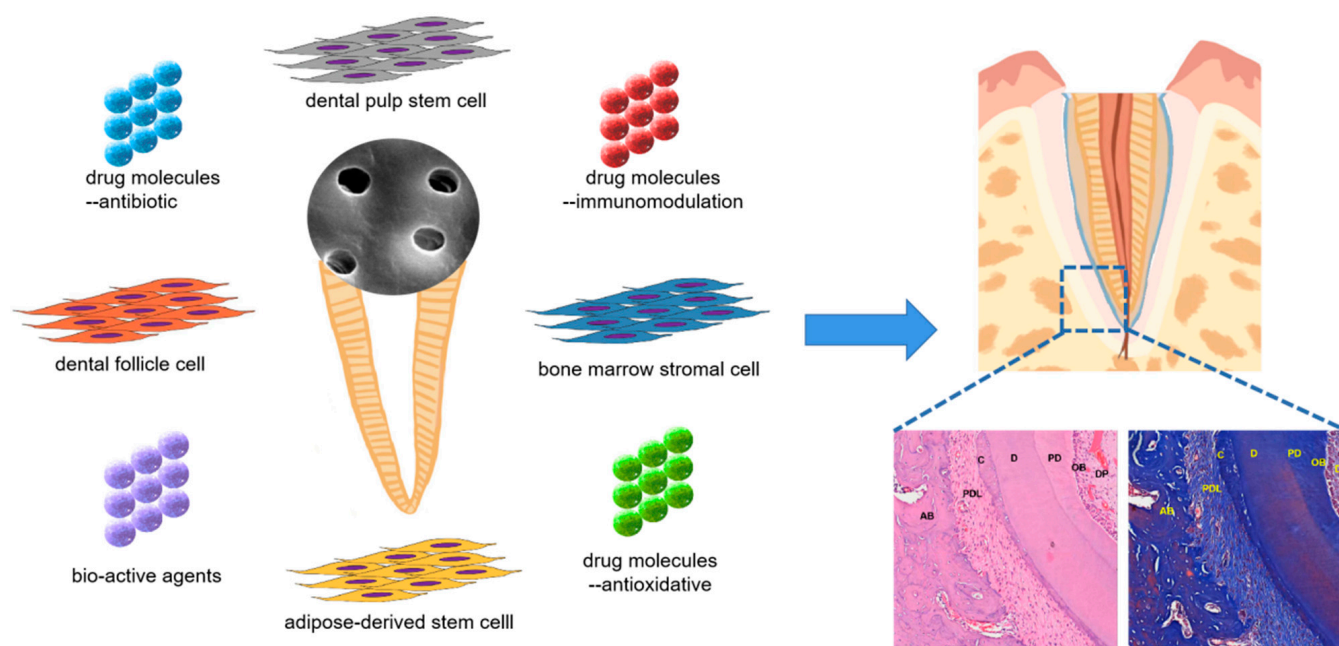 dental pulp stem cell
drug molecules
--antibiotic
drug molecules
--immunomodulation
dental follicle cell
bone marrow stromal cell
bio-active agents
drug molecules
--antioxidative
adipose-derived stem celll
C D PD OB DP
PDL
AB
C D PD OB D
PDL
AB